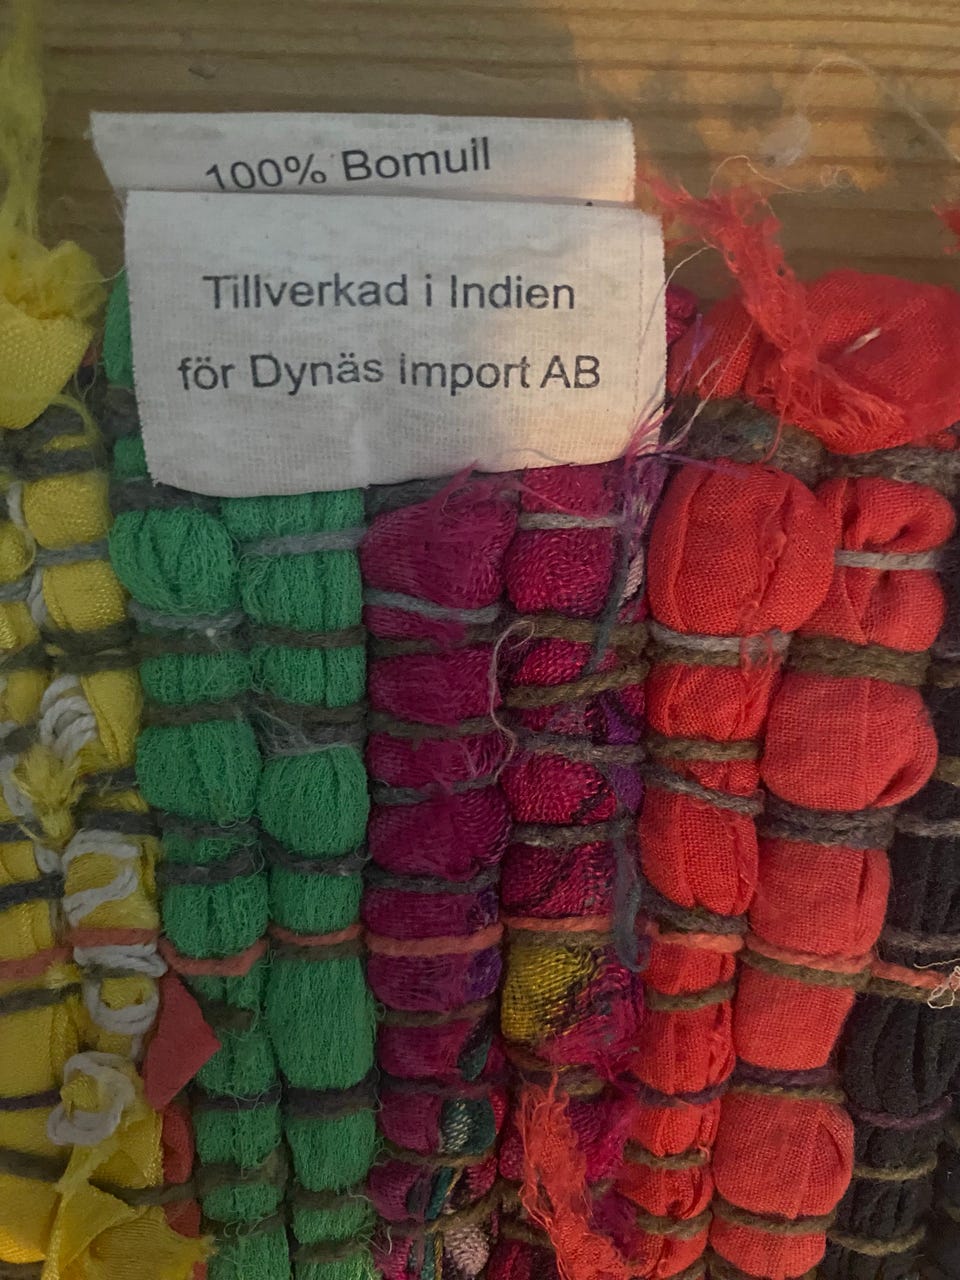 100% Bomull
Tillverkad i Indien
för Dynäs import AB